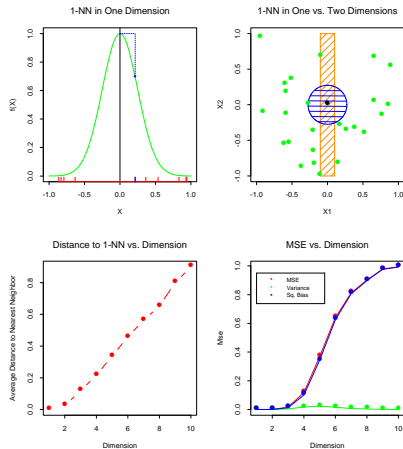 1-NN in One Dimension
f(X)
1.0
0.8
0.6
0.4
0.2
0.0
-1.0 -0.5 0.0 0.5 1.0
X
1-NN in One vs. Two Dimensions
X2
1.0
0.5
0.0
-0.5
-1.0
-1.0 -0.5 0.0 0.5 1.0
X1
Distance to 1-NN vs. Dimension
Average Distance to Nearest Neighbor
0.8
0.6
0.4
0.2
0.0
2 4 6 8 10
Dimension
MSE vs. Dimension
Mse
1.0
0.8
0.6
0.4
0.2
0.0
MSE
Variance
Sq. Bias
2 4 6 8 10
Dimension